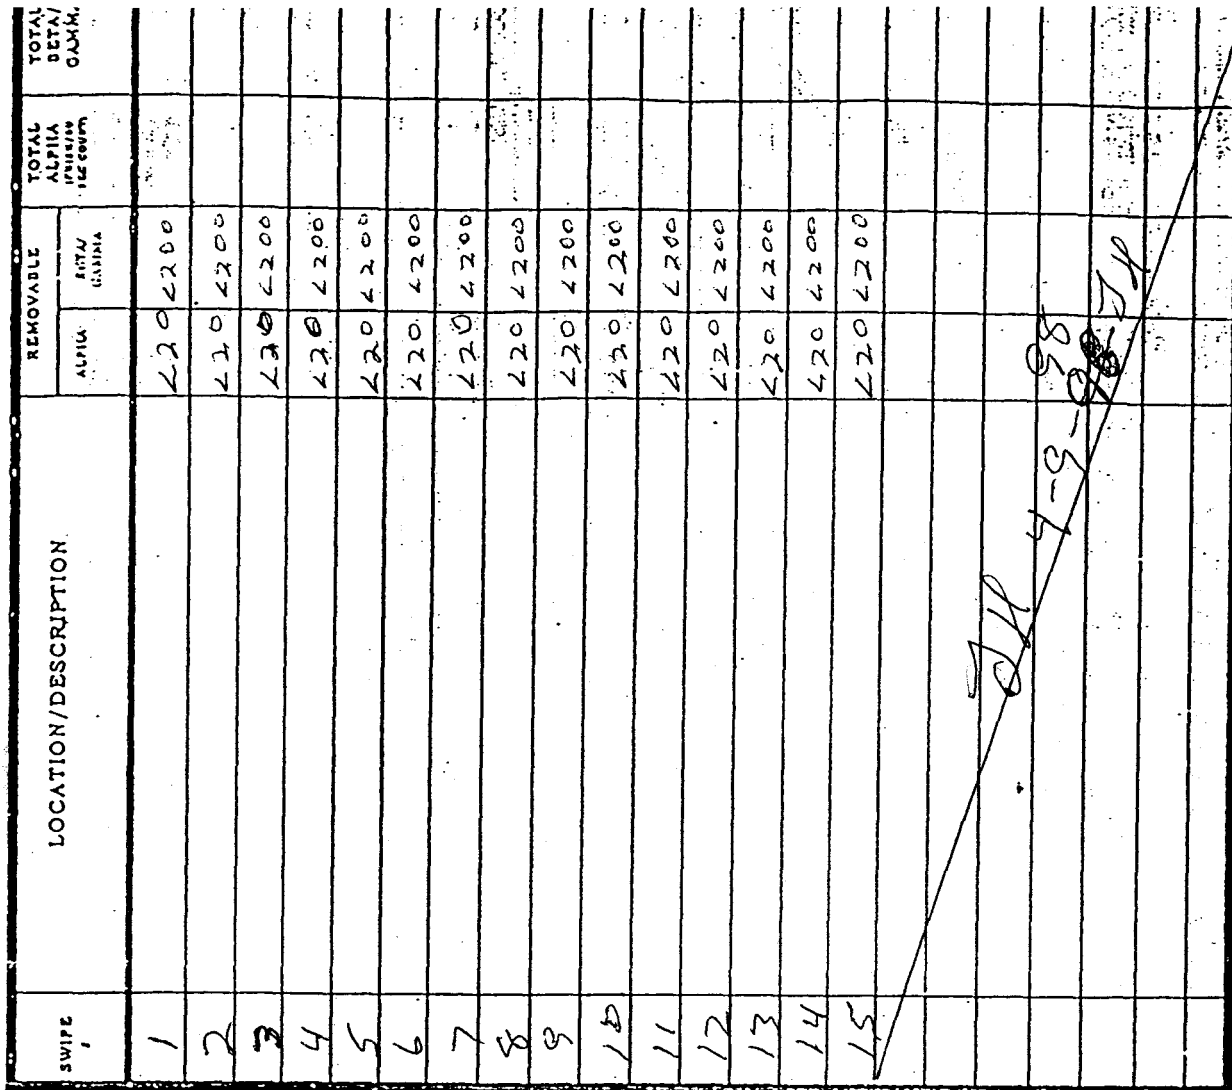 SWIPE
LOCATION/DESCRIPTION
REMOVABLE
ALPHA
BETA/
GAMMA
TOTAL
ALPHA
TOTAL
BETA/
GAMM.
1 <20 <200
2 <20 <200
3 <20 <200
4 <20 <200
5 <20 <200
6 <20 <200
7 <20 <200
8 <20 <200
9 <20 <200
10 <20 <200
11 <20 <200
12 <20 <200
13 <20 <200
14 <20 <200
15 <20 <200
98
JH 4-9- JH